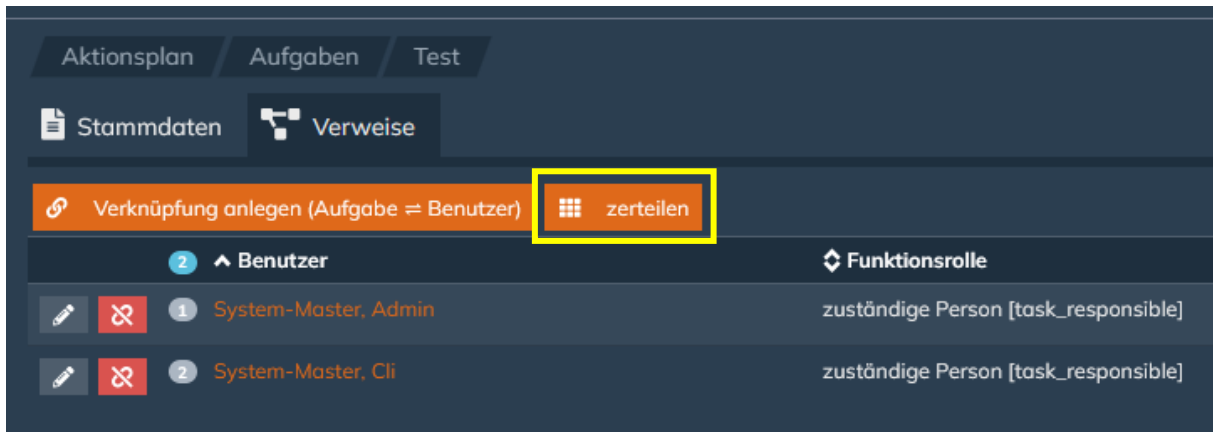 Aktionsplan Aufgaben Test
Stammdaten Verweise
Verknüpfung anlegen (Aufgabe ⇌ Benutzer) zerteilen
2 Benutzer Funktionsrolle
1 System-Master, Admin zuständige Person [task_responsible]
2 System-Master, Cli zuständige Person [task_responsible]